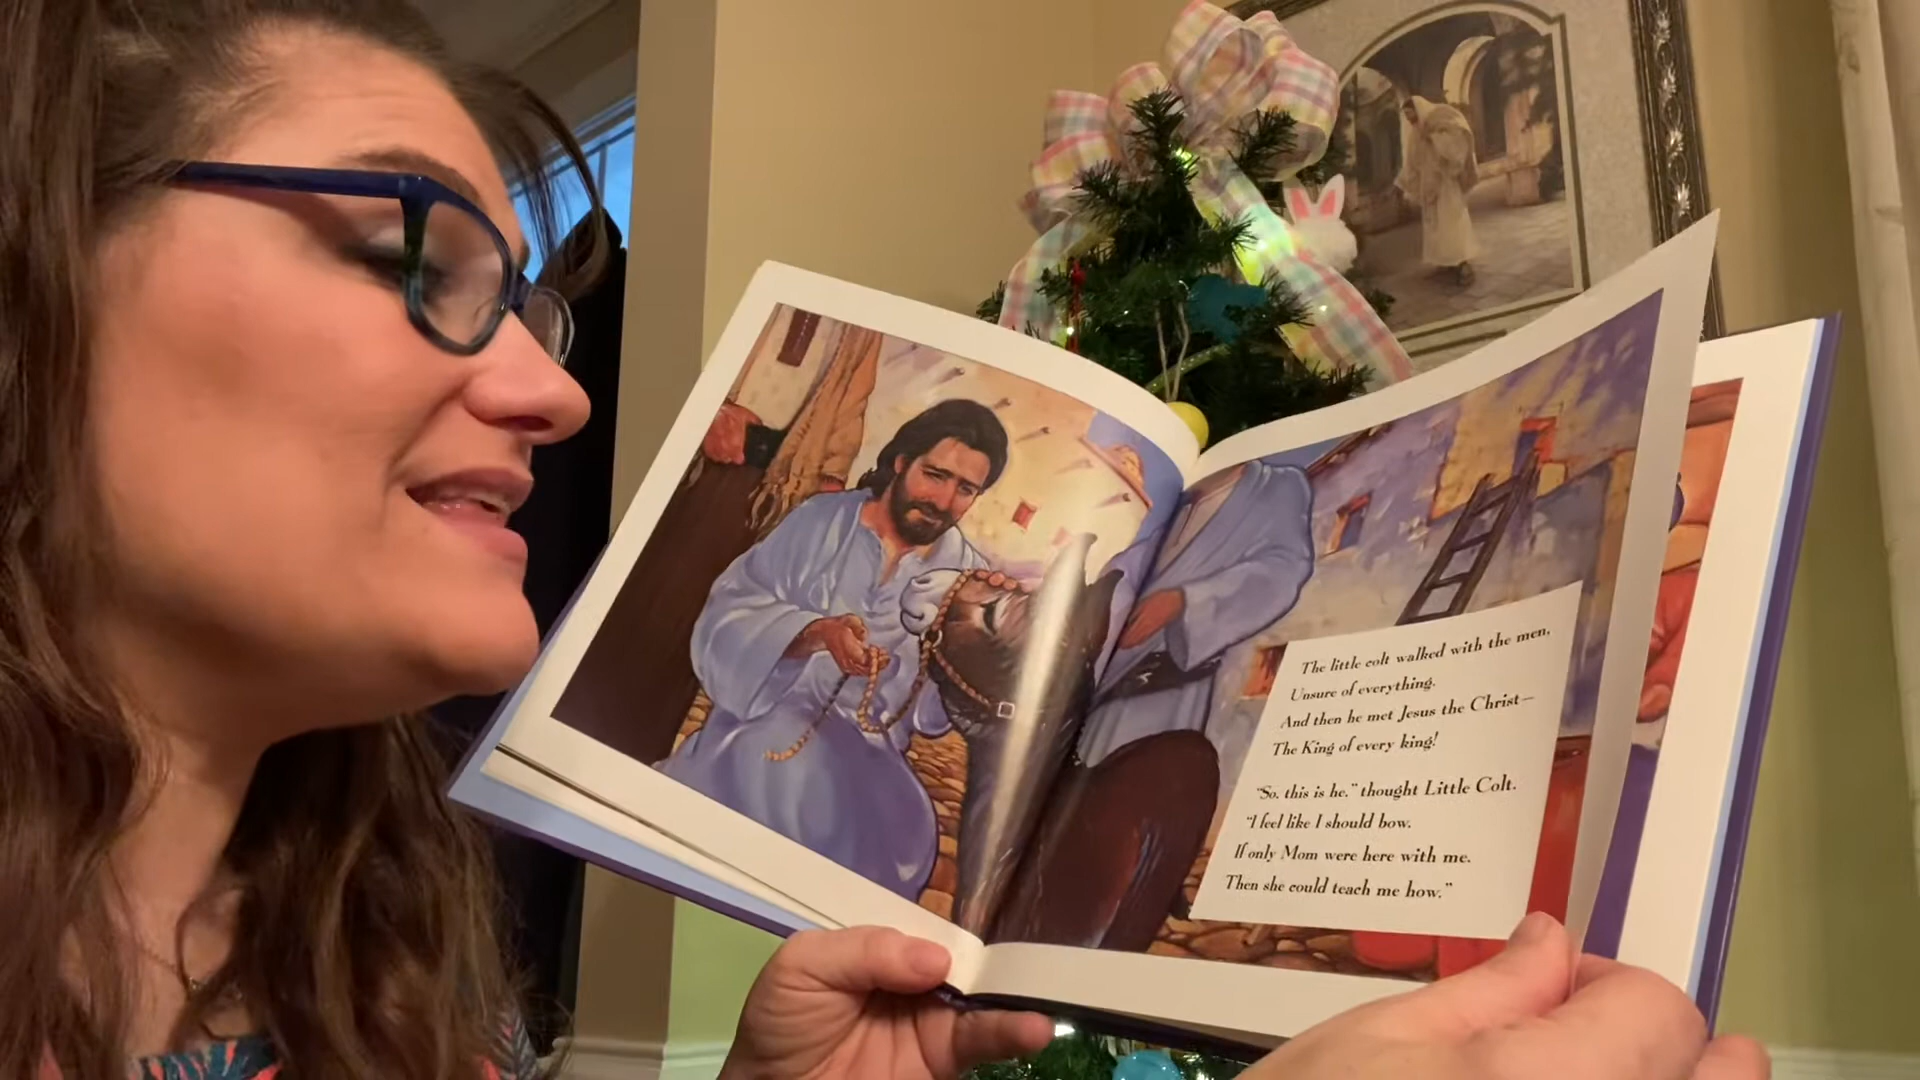 The little colt walked with the men,
Unsure of everything.
And then he met Jesus the Christ—
The King of every king!
"So, this is he," thought Little Colt.
"I feel like I should bow.
If only Mom were here with me.
Then she could teach me how."